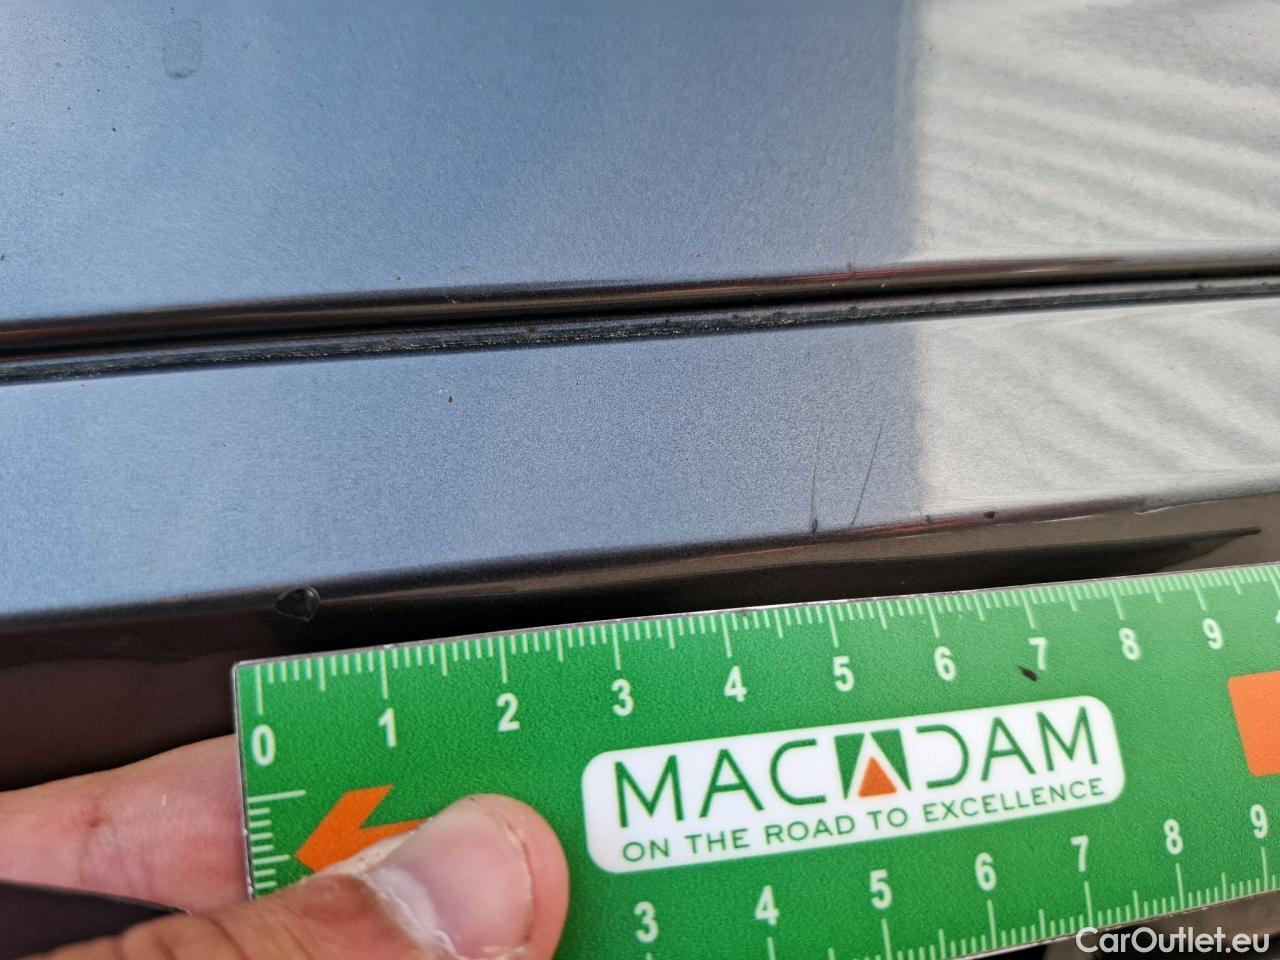 0 1 2 3 4 5 6 7 8 9
MACADAM
ON THE ROAD TO EXCELLENCE
3 4 5 6 7 8 9
CarOutlet.eu